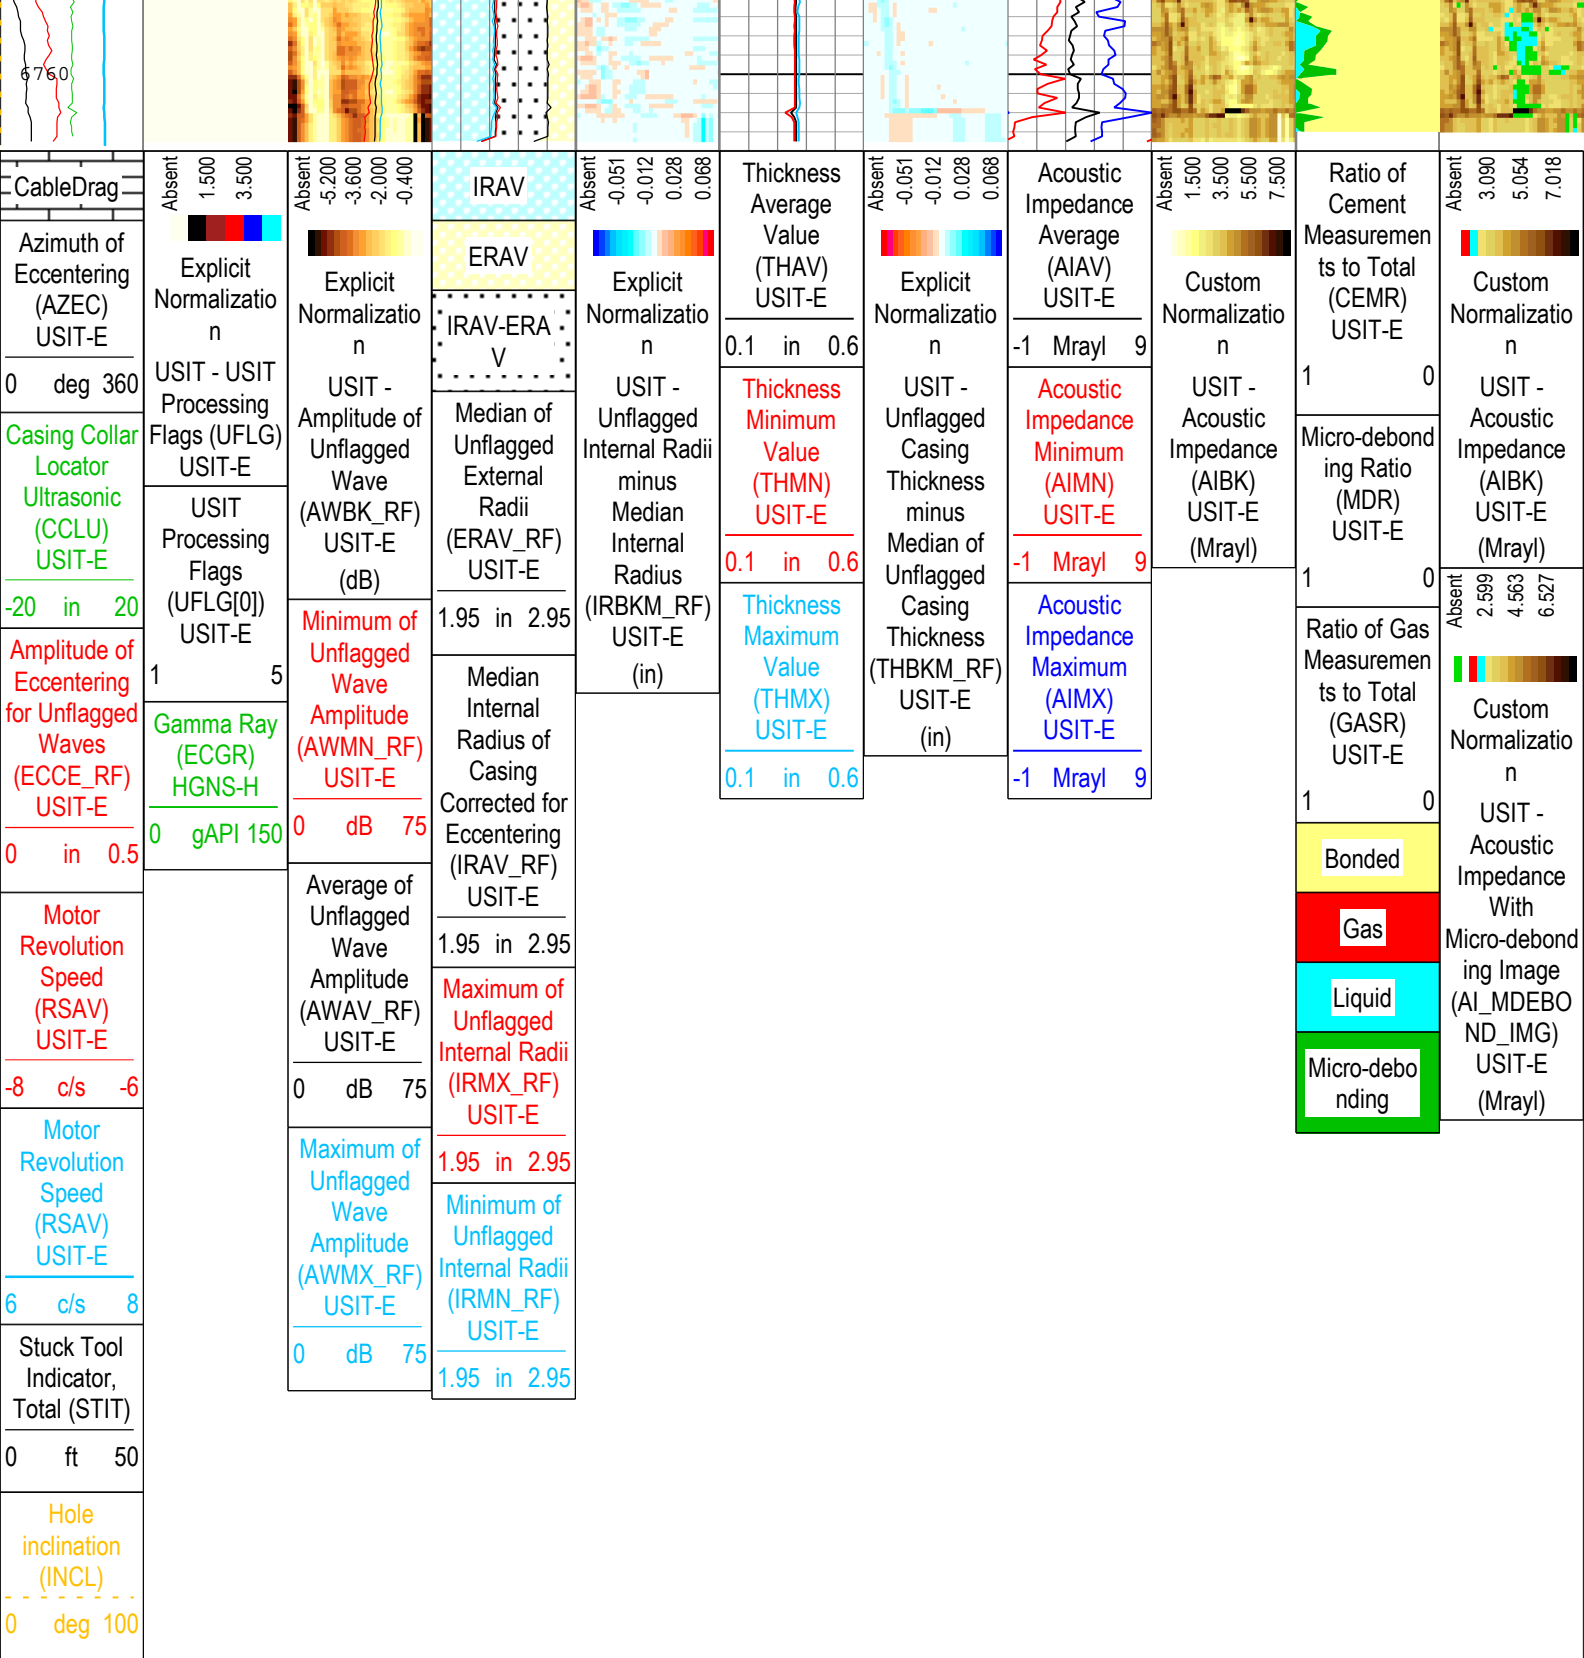 6760
CableDrag
Azimuth of
Eccentering
(AZEC)
USIT-E
0 deg 360
Casing Collar
Locator
Ultrasonic
(CCLU)
USIT-E
-20 in 20
Amplitude of
Eccentering
for Unflagged
Waves
(ECCE_RF)
USIT-E
0 in 0.5
Motor
Revolution
Speed
(RSAV)
USIT-E
-8 c/s -6
Motor
Revolution
Speed
(RSAV)
USIT-E
6 c/s 8
Stuck Tool
Indicator,
Total (STIT)
0 ft 50
Hole
inclination
(INCL)
0 deg 100
Absent
1.500
3.500
Explicit
Normalizatio
n
USIT - USIT
Processing
Flags (UFLG)
USIT-E
USIT
Processing
Flags
(UFLG[0])
USIT-E
1 5
Gamma Ray
(ECGR)
HGNS-H
0 gAPI 150
Absent
-5.200
-3.600
-2.000
-0.400
Explicit
Normalizatio
n
USIT -
Amplitude of
Unflagged
Wave
(AWBK_RF)
USIT-E
(dB)
Minimum of
Unflagged
Wave
Amplitude
(AWMN_RF)
USIT-E
0 dB 75
Average of
Unflagged
Wave
Amplitude
(AWAV_RF)
USIT-E
0 dB 75
Maximum of
Unflagged
Wave
Amplitude
(AWMX_RF)
USIT-E
0 dB 75
IRAV
ERAV
IRAV-ERA
V
Median of
Unflagged
External
Radii
(ERAV_RF)
USIT-E
1.95 in 2.95
Median
Internal
Radius of
Casing
Corrected for
Eccentering
(IRAV_RF)
USIT-E
1.95 in 2.95
Maximum of
Unflagged
Internal Radii
(IRMX_RF)
USIT-E
1.95 in 2.95
Minimum of
Unflagged
Internal Radii
(IRMN_RF)
USIT-E
1.95 in 2.95
Absent
-0.051
-0.012
0.028
0.068
Explicit
Normalizatio
n
USIT -
Unflagged
Internal Radii
minus
Median
Internal
Radius
(IRBKM_RF)
USIT-E
(in)
Thickness
Average
Value
(THAV)
USIT-E
0.1 in 0.6
Thickness
Minimum
Value
(THMN)
USIT-E
0.1 in 0.6
Thickness
Maximum
Value
(THMX)
USIT-E
0.1 in 0.6
Absent
-0.051
-0.012
0.028
0.068
Explicit
Normalizatio
n
USIT -
Unflagged
Casing
Thickness
minus
Median of
Unflagged
Casing
Thickness
(THBKM_RF)
USIT-E
(in)
Acoustic
Impedance
Average
(AIAV)
USIT-E
-1 Mrayl 9
Acoustic
Impedance
Minimum
(AIMN)
USIT-E
-1 Mrayl 9
Acoustic
Impedance
Maximum
(AIMX)
USIT-E
-1 Mrayl 9
Absent
1.500
3.500
5.500
7.500
Custom
Normalizatio
n
USIT -
Acoustic
Impedance
(AIBK)
USIT-E
(Mrayl)
Ratio of
Cement
Measuremen
ts to Total
(CEMR)
USIT-E
1 0
Micro-debond
ing Ratio
(MDR)
USIT-E
1 0
Ratio of Gas
Measuremen
ts to Total
(GASR)
USIT-E
1 0
Bonded
Gas
Liquid
Micro-debo
nding
Absent
3.090
5.054
7.018
Custom
Normalizatio
n
USIT -
Acoustic
Impedance
(AIBK)
USIT-E
(Mrayl)
Absent
2.599
4.563
6.527
Custom
Normalizatio
n
USIT -
Acoustic
Impedance
With
Micro-debond
ing Image
(AI_MDEBO
ND_IMG)
USIT-E
(Mrayl)